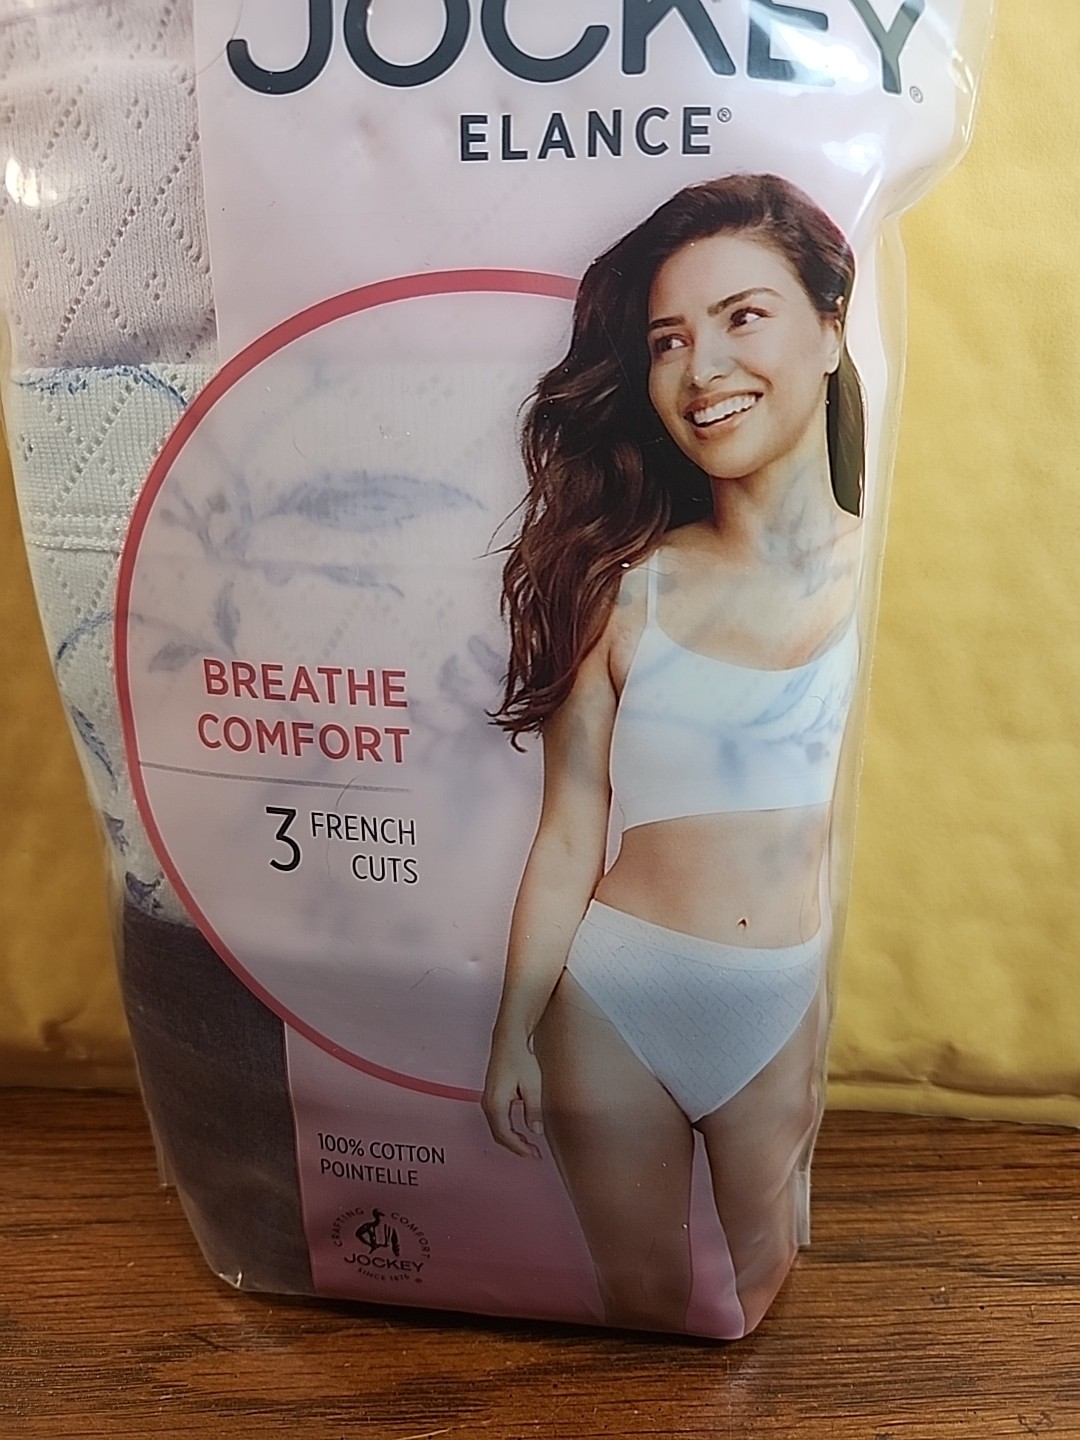 JOCKEY®
ELANCE®
BREATHE
COMFORT
3 FRENCH
CUTS
100% COTTON
POINTELLE
CRAFTING COMFORT
JOCKEY
SINCE 1876 ®